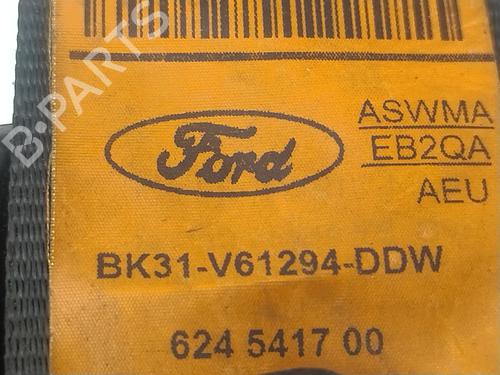 B-PARTS
Ford
ASWMA
EB2QA
AEU
BK31-V61294-DDW
624 5417 00